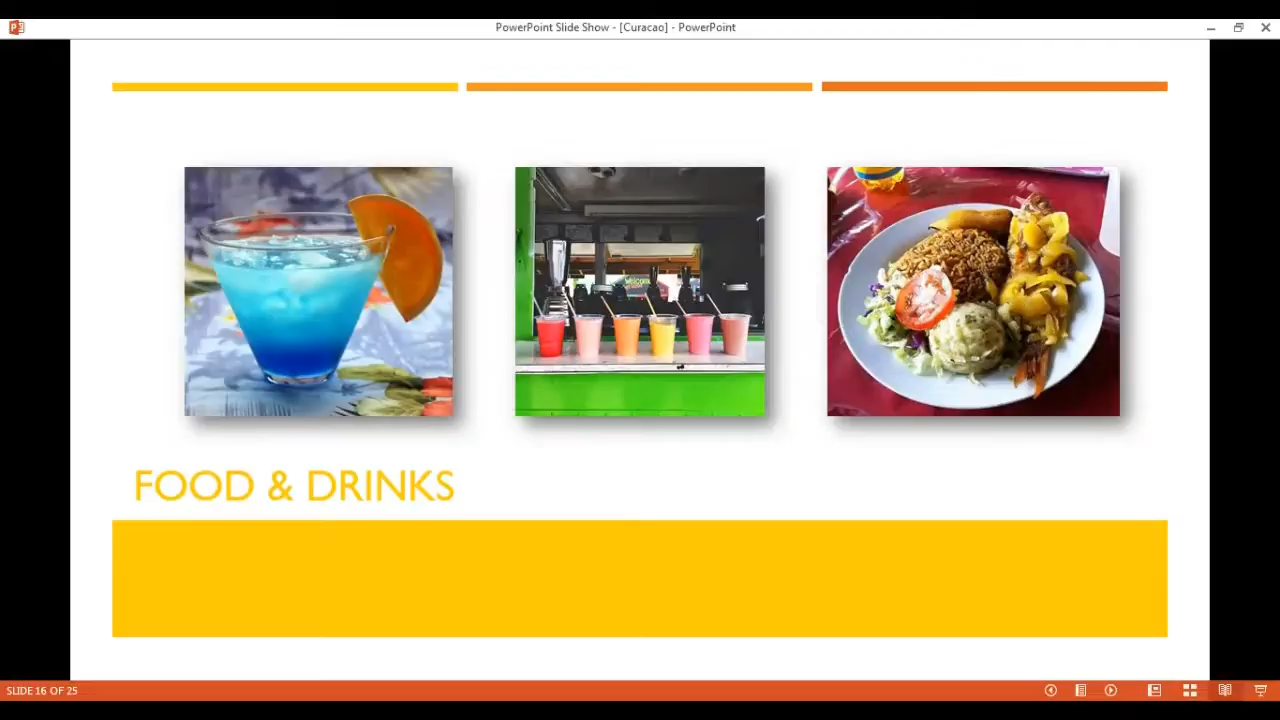 PowerPoint Slide Show - [Curacao] - PowerPoint
FOOD & DRINKS
SLIDE 16 OF 25